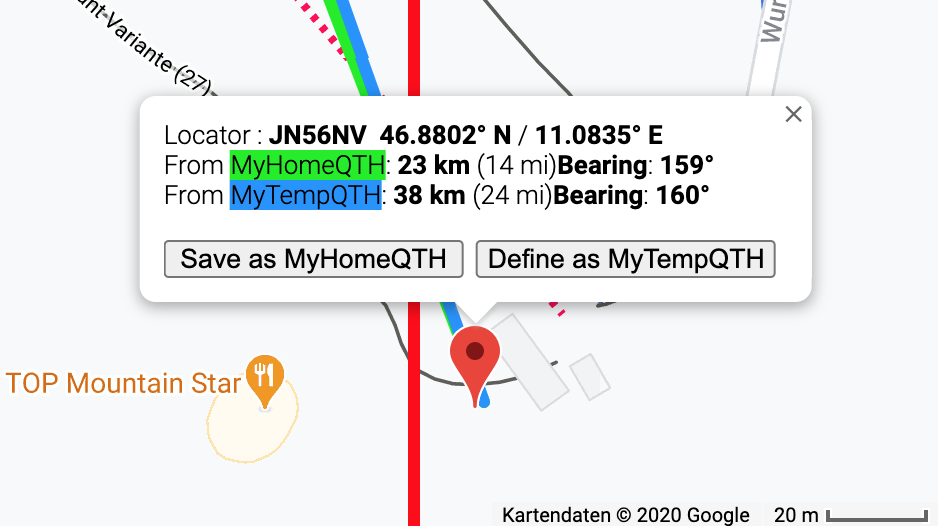 ant-Variante (27)
Wur
Locator : JN56NV 46.8802° N / 11.0835° E
From MyHomeQTH: 23 km (14 mi)Bearing: 159°
From MyTempQTH: 38 km (24 mi)Bearing: 160°
Save as MyHomeQTH Define as MyTempQTH
TOP Mountain Star
Kartendaten © 2020 Google 20 m